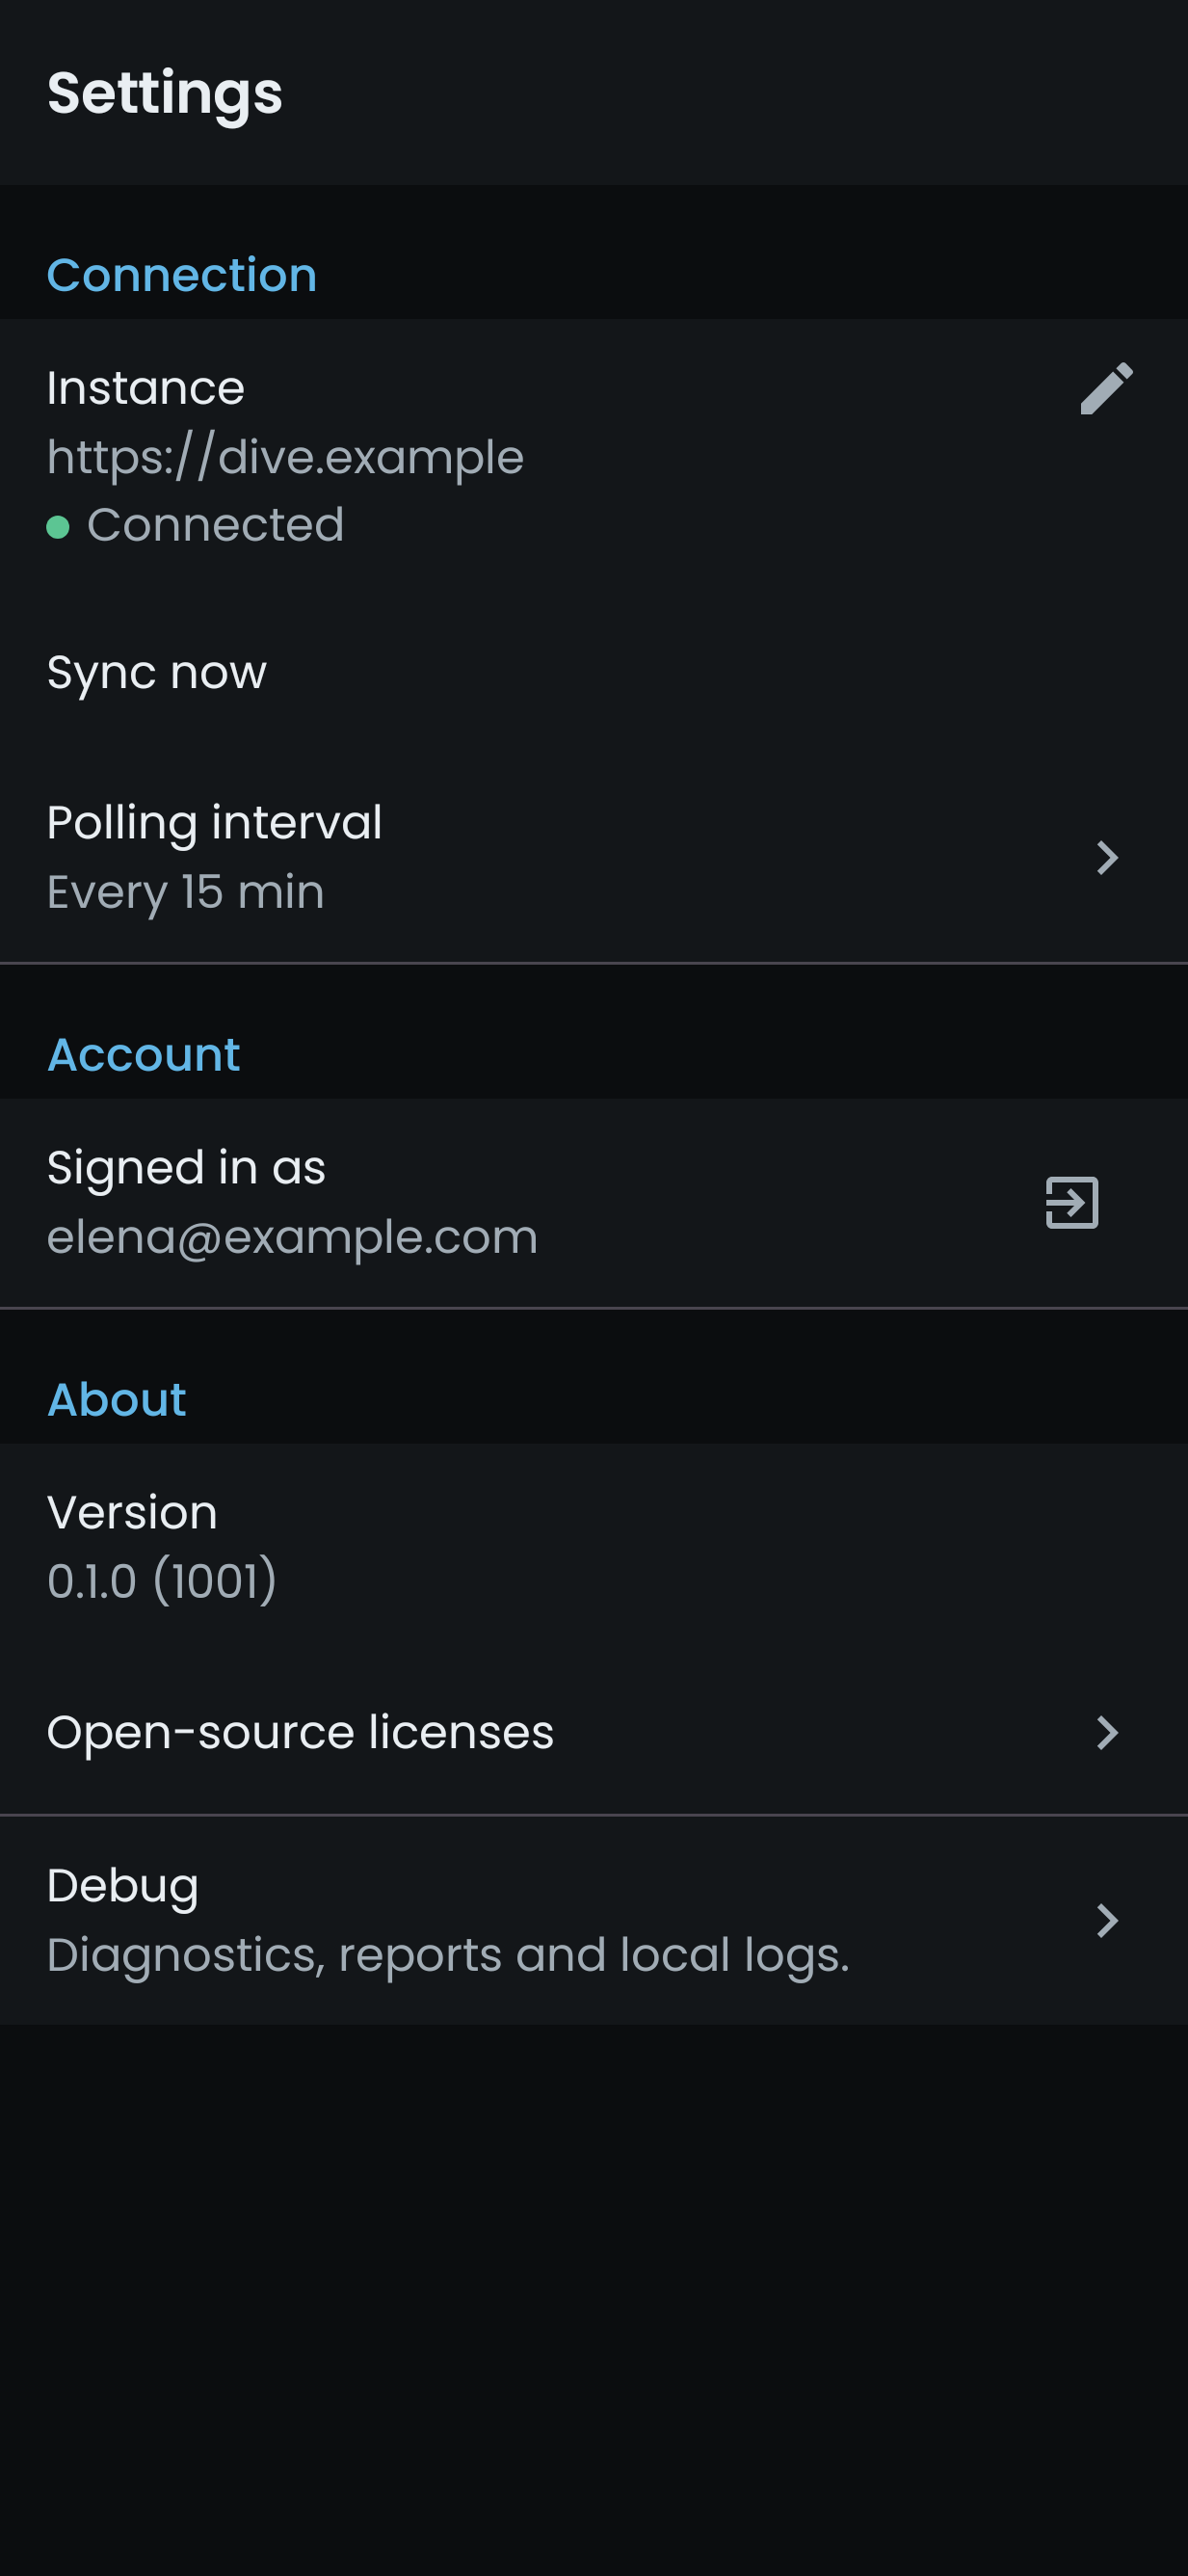 Settings
Connection
Instance
https://dive.example
Connected
Sync now
Polling interval
Every 15 min
Account
Signed in as
elena@example.com
About
Version
0.1.0 (1001)
Open-source licenses
Debug
Diagnostics, reports and local logs.